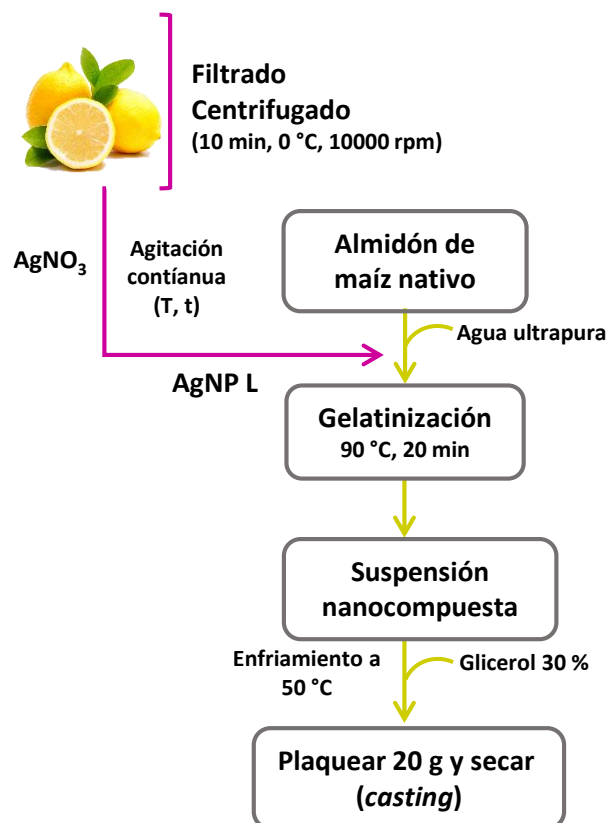 Filtrado
Centrifugado
(10 min, 0 °C, 10000 rpm)
AgNO₃
Agitación
contíanua
(T, t)
AgNP L
Almidón de
maíz nativo
Agua ultrapura
Gelatinización
90 °C, 20 min
Suspensión
nanocompuesta
Enfriamiento a
50 °C
Glicerol 30 %
Plaquear 20 g y secar
(casting)